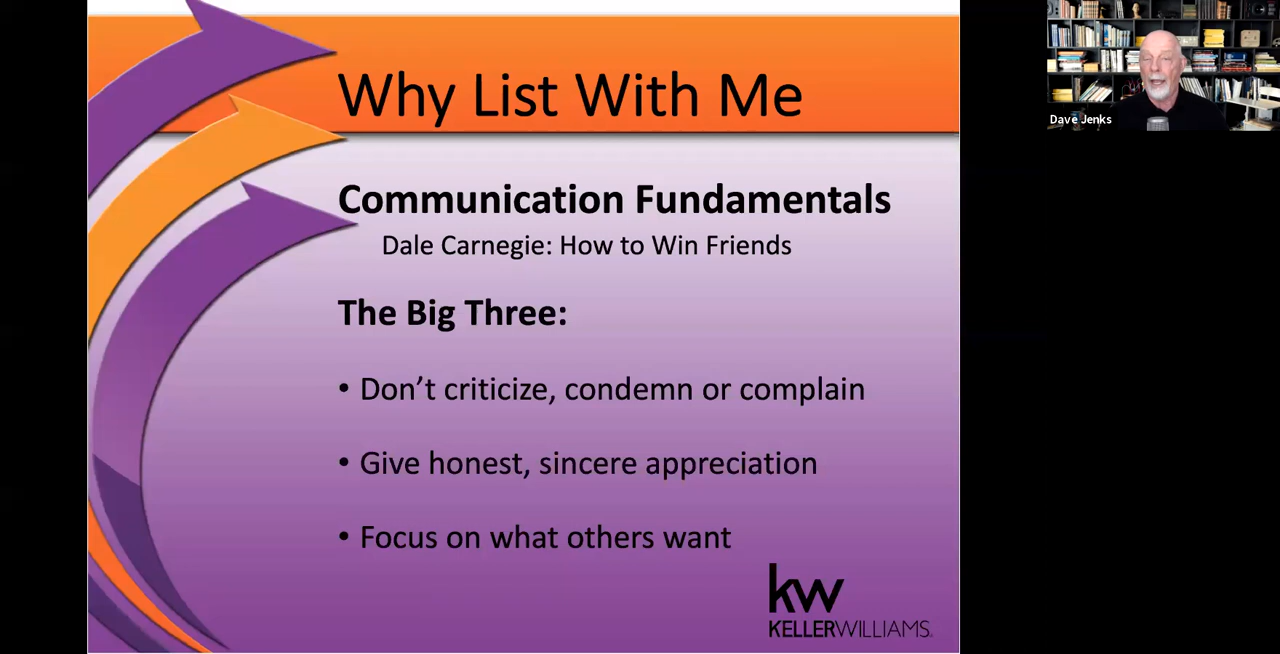 Why List With Me
Communication Fundamentals
Dale Carnegie: How to Win Friends
The Big Three:
• Don’t criticize, condemn or complain
• Give honest, sincere appreciation
• Focus on what others want
kw
KELLERWILLIAMS.
Dave Jenks